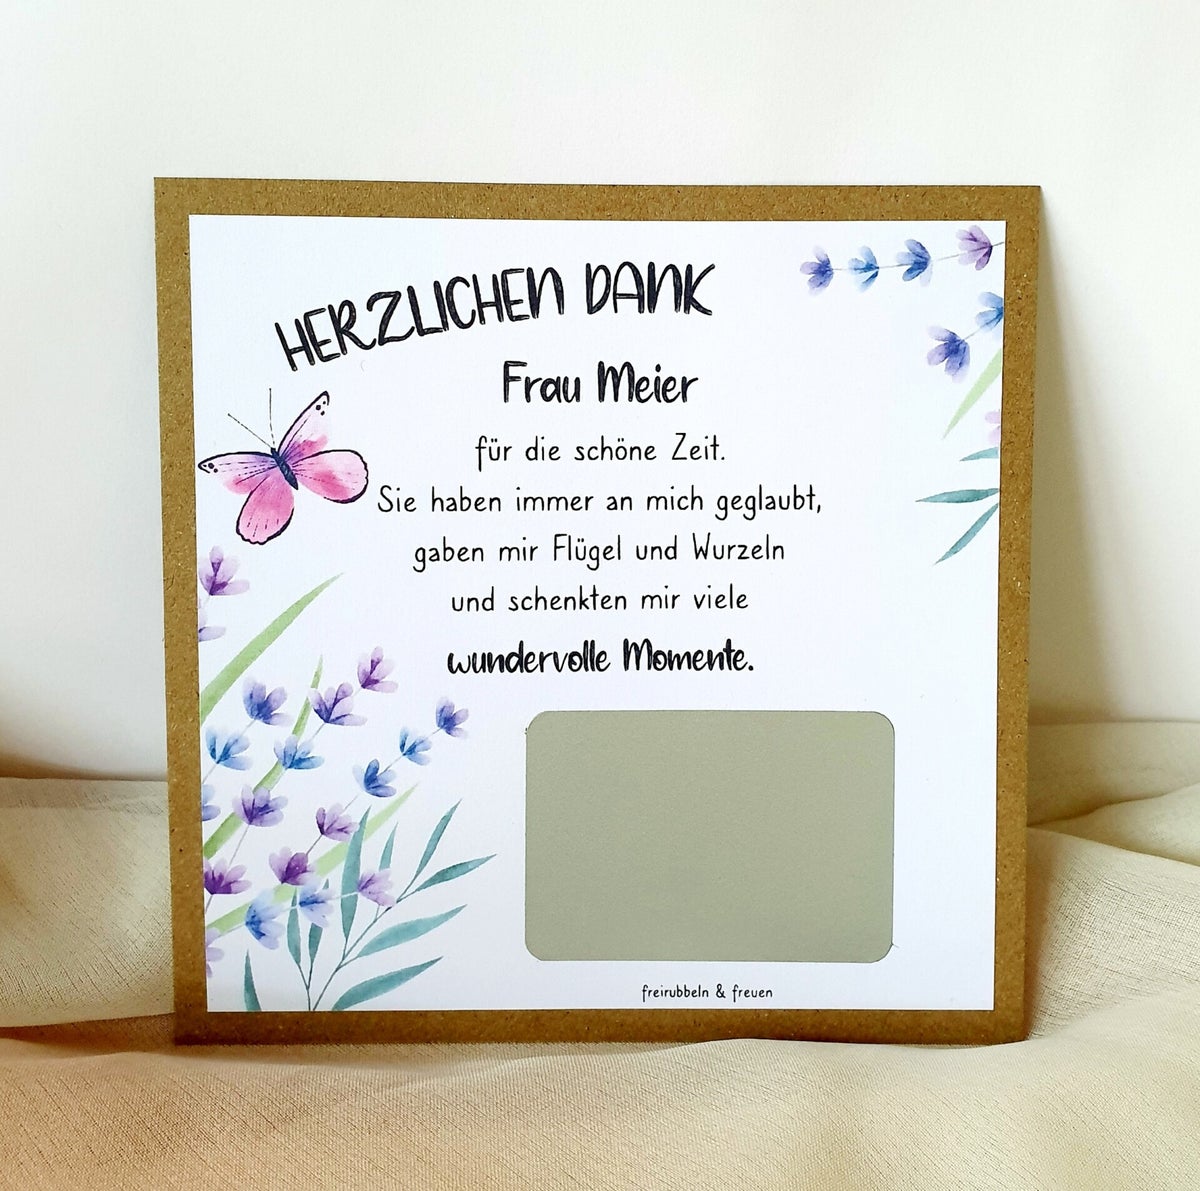 HERZLICHEN DANK
Frau Meier
für die schöne Zeit.
Sie haben immer an mich geglaubt,
gaben mir Flügel und Wurzeln
und schenkten mir viele
wundervolle Momente.
freirubbeln & freuen